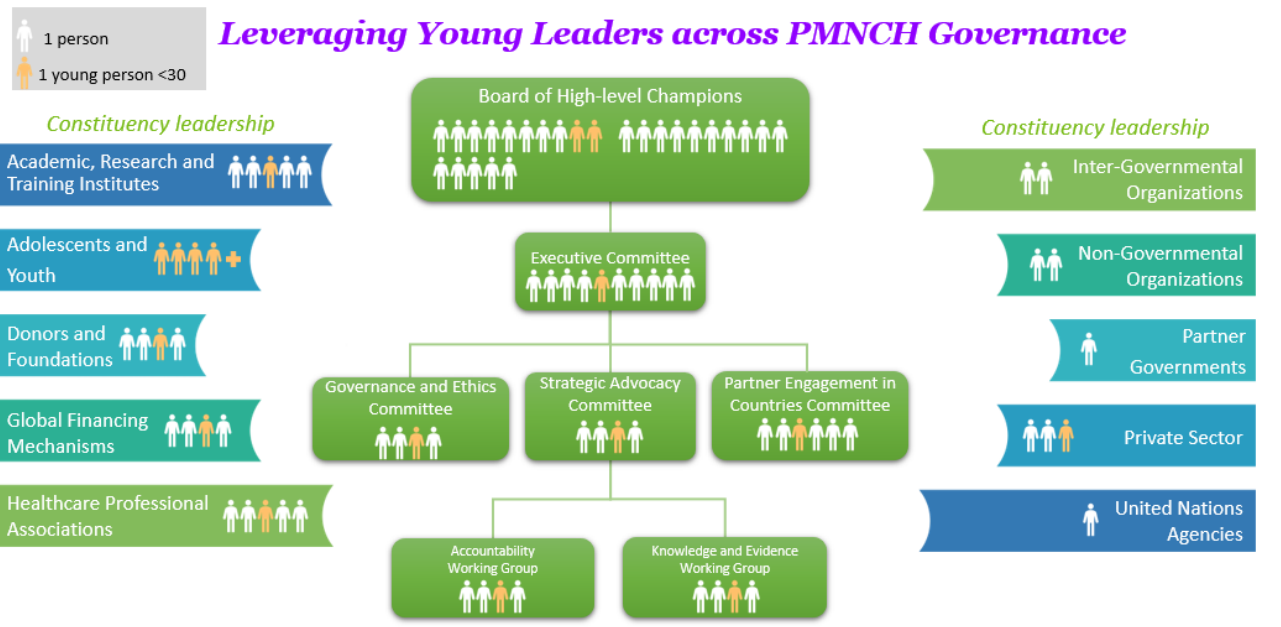 1 person
1 young person <30
Leveraging Young Leaders across PMNCH Governance
Constituency leadership
Academic, Research and
Training Institutes
Adolescents and
Youth
Donors and
Foundations
Global Financing
Mechanisms
Healthcare Professional
Associations
Board of High-level Champions
Executive Committee
Governance and Ethics
Committee
Strategic Advocacy
Committee
Partner Engagement in
Countries Committee
Accountability
Working Group
Knowledge and Evidence
Working Group
Constituency leadership
Inter-Governmental
Organizations
Non-Governmental
Organizations
Partner
Governments
Private Sector
United Nations
Agencies